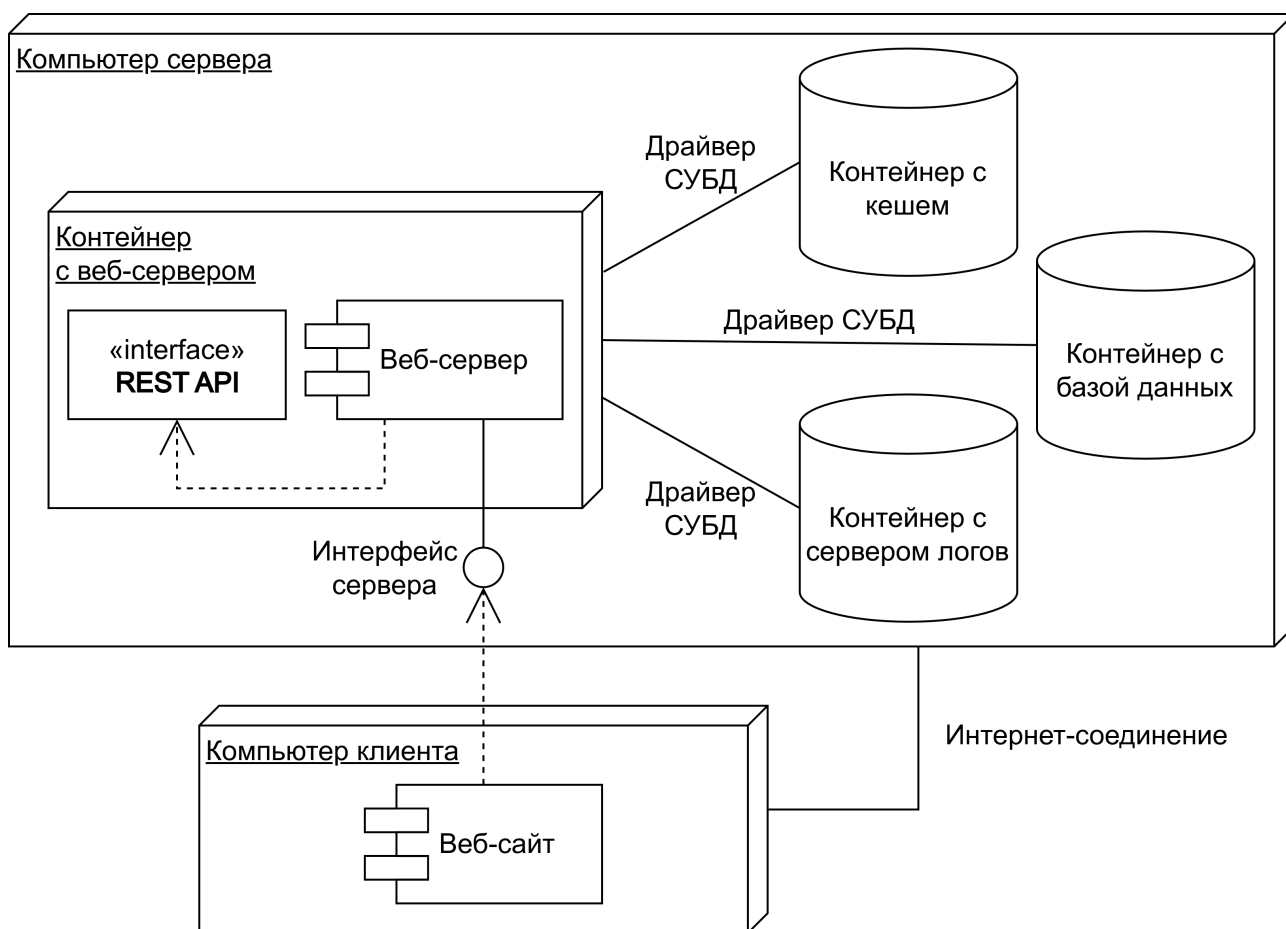 Компьютер сервера
Драйвер
СУБД
Контейнер с
кешем
Контейнер
с веб-сервером
«interface»
REST API
Веб-сервер
Драйвер СУБД
Контейнер с
базой данных
Драйвер
СУБД
Контейнер с
сервером логов
Интерфейс
сервера
Интернет-соединение
Компьютер клиента
Веб-сайт